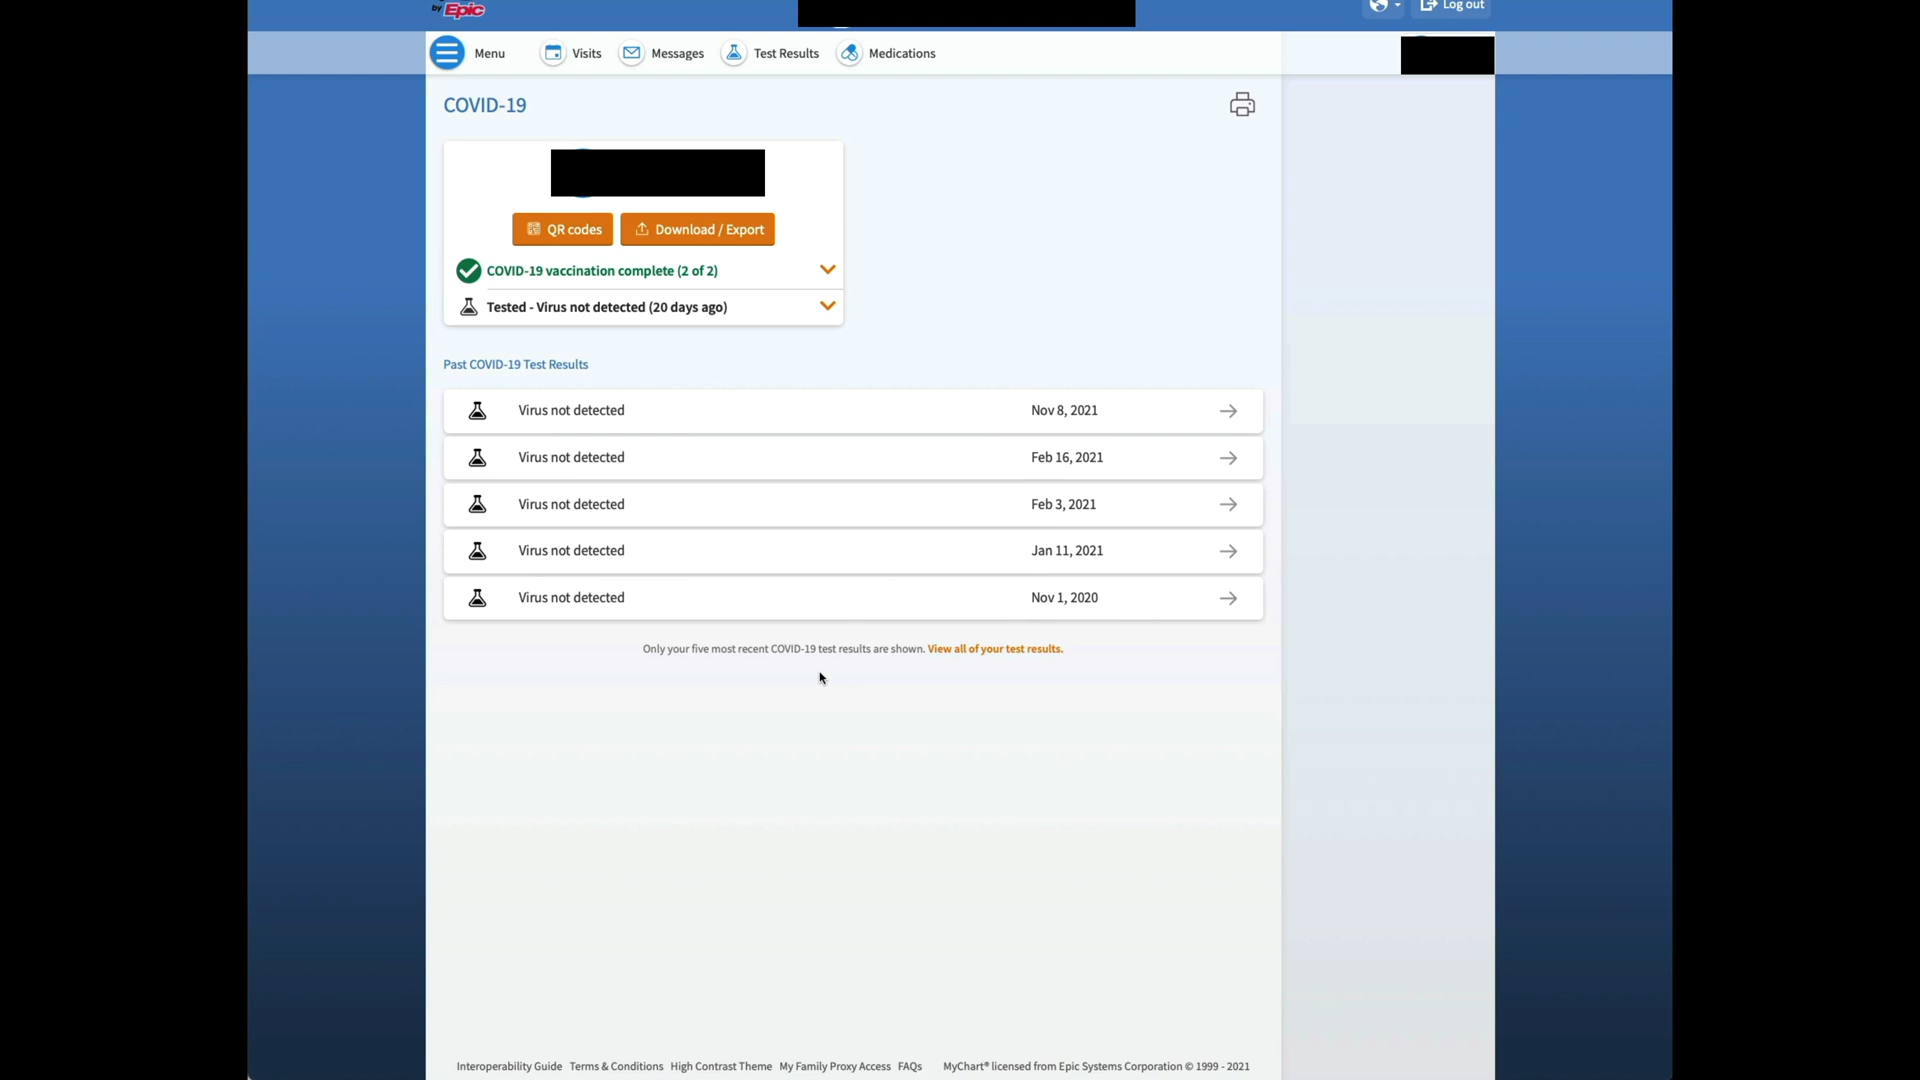 by Epic
Log out
Menu Visits Messages Test Results Medications
COVID-19
QR codes Download / Export
COVID-19 vaccination complete (2 of 2)
Tested - Virus not detected (20 days ago)
Past COVID-19 Test Results
Virus not detected Nov 8, 2021
Virus not detected Feb 16, 2021
Virus not detected Feb 3, 2021
Virus not detected Jan 11, 2021
Virus not detected Nov 1, 2020
Only your five most recent COVID-19 test results are shown. View all of your test results.
Interoperability Guide Terms & Conditions High Contrast Theme My Family Proxy Access FAQs MyChart® licensed from Epic Systems Corporation © 1999 - 2021